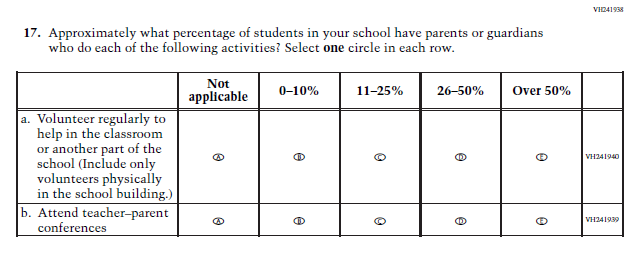 VH241938
17. Approximately what percentage of students in your school have parents or guardians
who do each of the following activities? Select one circle in each row.
Not
applicable
0–10%
11–25%
26–50%
Over 50%
a. Volunteer regularly to
help in the classroom
or another part of the
school (Include only
volunteers physically
in the school building.)
A B C D E VH241940
b. Attend teacher–parent
conferences
A B C D E VH241939